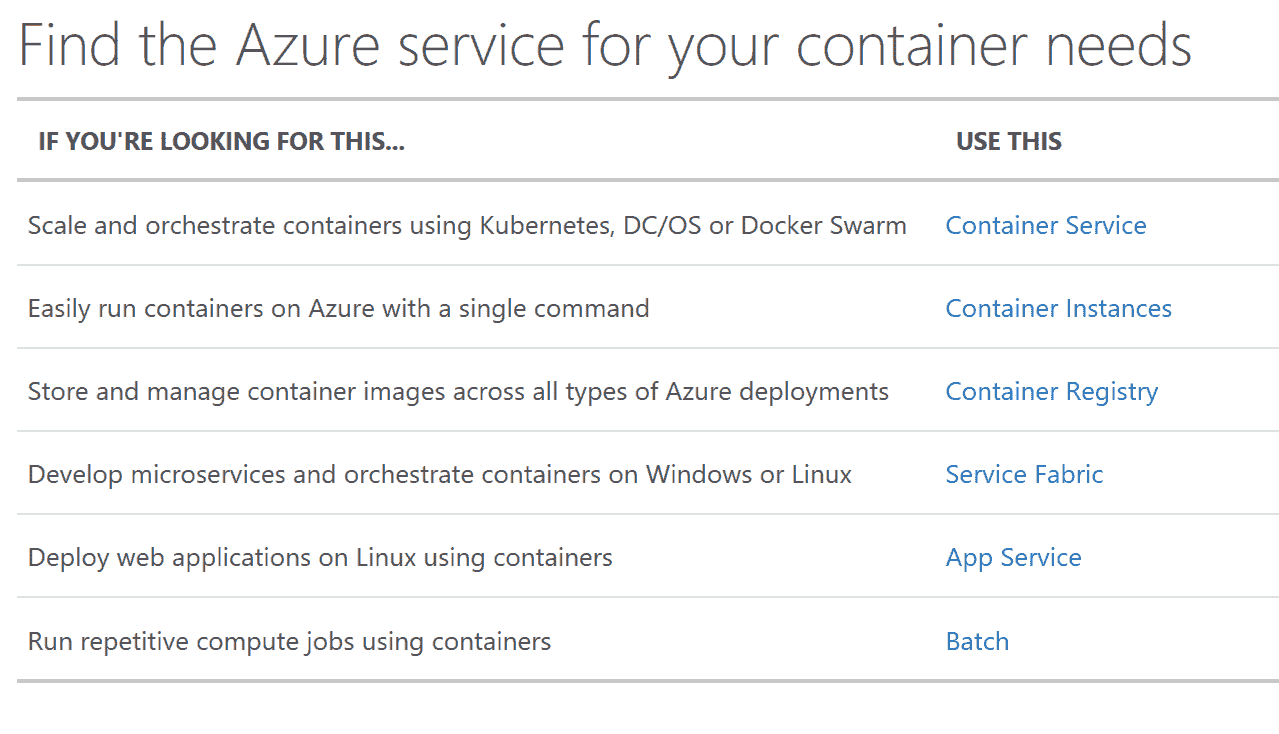 Find the Azure service for your container needs
IF YOU'RE LOOKING FOR THIS... USE THIS
Scale and orchestrate containers using Kubernetes, DC/OS or Docker Swarm Container Service
Easily run containers on Azure with a single command Container Instances
Store and manage container images across all types of Azure deployments Container Registry
Develop microservices and orchestrate containers on Windows or Linux Service Fabric
Deploy web applications on Linux using containers App Service
Run repetitive compute jobs using containers Batch